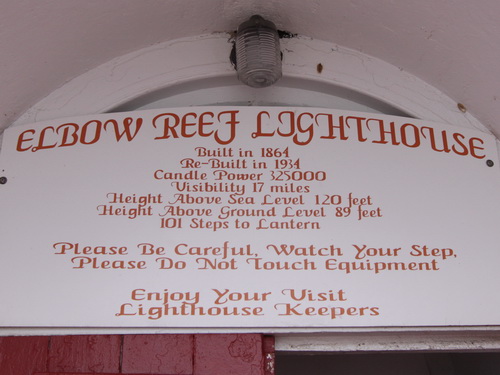 ELBOW REEF LIGHTHOUSE
Built in 1864
Re-Built in 1934
Candle Power 325000
Visibility 17 miles
Height Above Sea Level 120 feet
Height Above Ground Level 89 feet
101 Steps to Lantern
Please Be Careful, Watch Your Step,
Please Do Not Touch Equipment
Enjoy Your Visit
Lighthouse Keepers